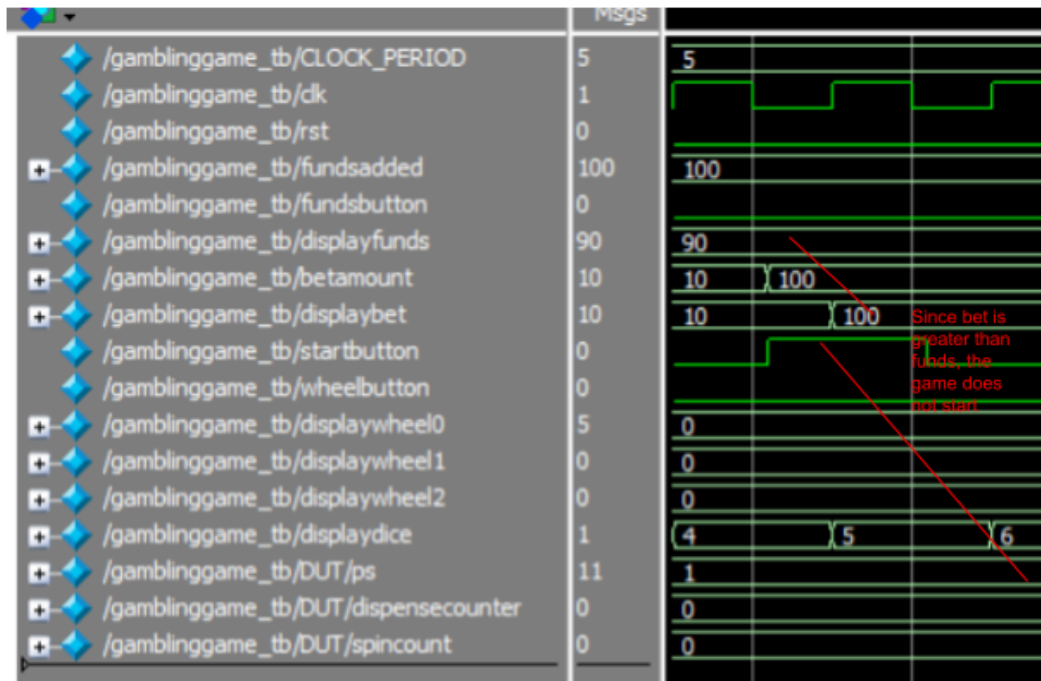 Msgs
/gamblinggame_tb/CLOCK_PERIOD 5 5
/gamblinggame_tb/clk 1
/gamblinggame_tb/rst 0
/gamblinggame_tb/fundsadded 100 100
/gamblinggame_tb/fundsbutton 0
/gamblinggame_tb/displayfunds 90 90
/gamblinggame_tb/betamount 10 10 100
/gamblinggame_tb/displaybet 10 10 100
/gamblinggame_tb/startbutton 0
/gamblinggame_tb/wheelbutton 0
/gamblinggame_tb/displaywheel0 5 0
/gamblinggame_tb/displaywheel1 0 0
/gamblinggame_tb/displaywheel2 0 0
/gamblinggame_tb/displaydice 1 4 5 6
/gamblinggame_tb/DUT/ps 11 1
/gamblinggame_tb/DUT/dispensecounter 0 0
/gamblinggame_tb/DUT/spincount 0 0
Since bet is
greater than
funds, the
game does
not start